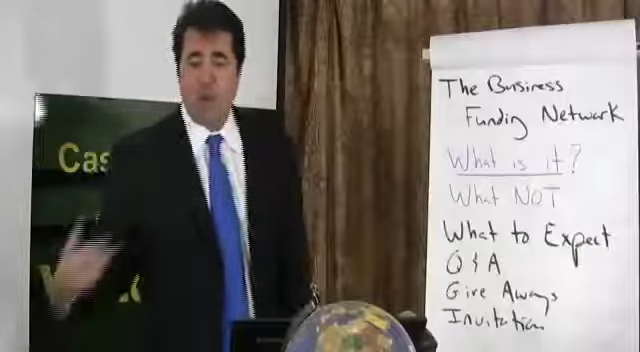 Cas
The Business
Funding Network
What is it?
What NOT
What to Expect
Q & A
Give Aways
Invitation